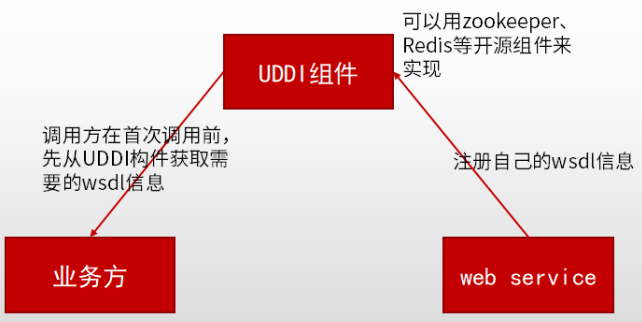 可以用zookeeper、
Redis等开源组件来
实现
UDDI组件
调用方在首次调用前，
先从UDDI构件获取需
要的wsdl信息
注册自己的wsdl信息
业务方
web service